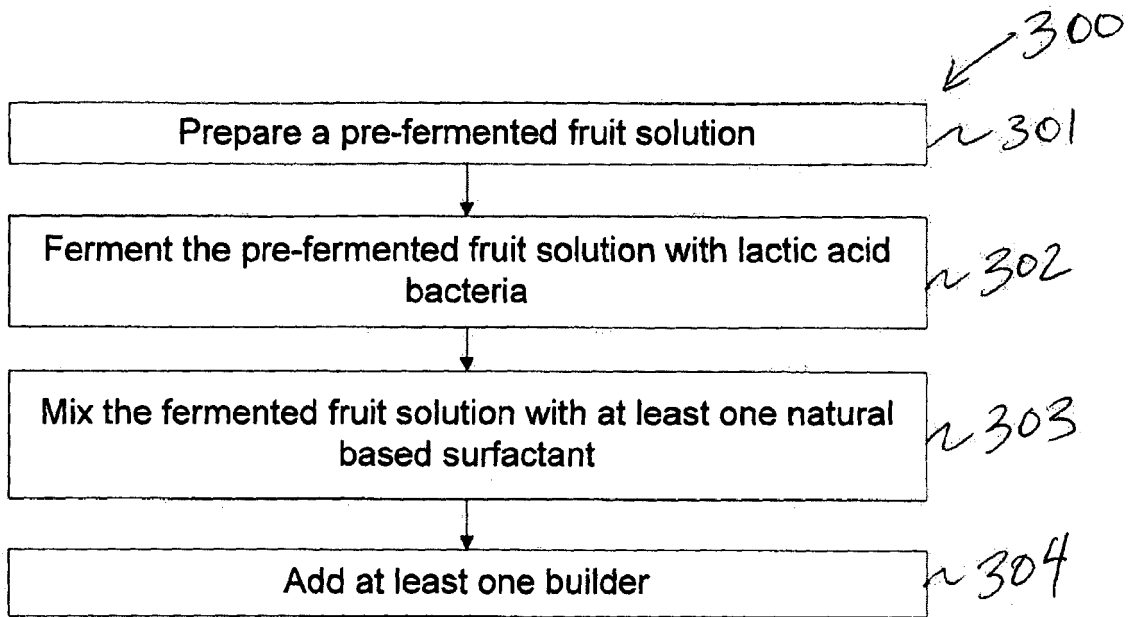 300
Prepare a pre-fermented fruit solution
301
Ferment the pre-fermented fruit solution with lactic acid
bacteria
302
Mix the fermented fruit solution with at least one natural
based surfactant
303
Add at least one builder
304